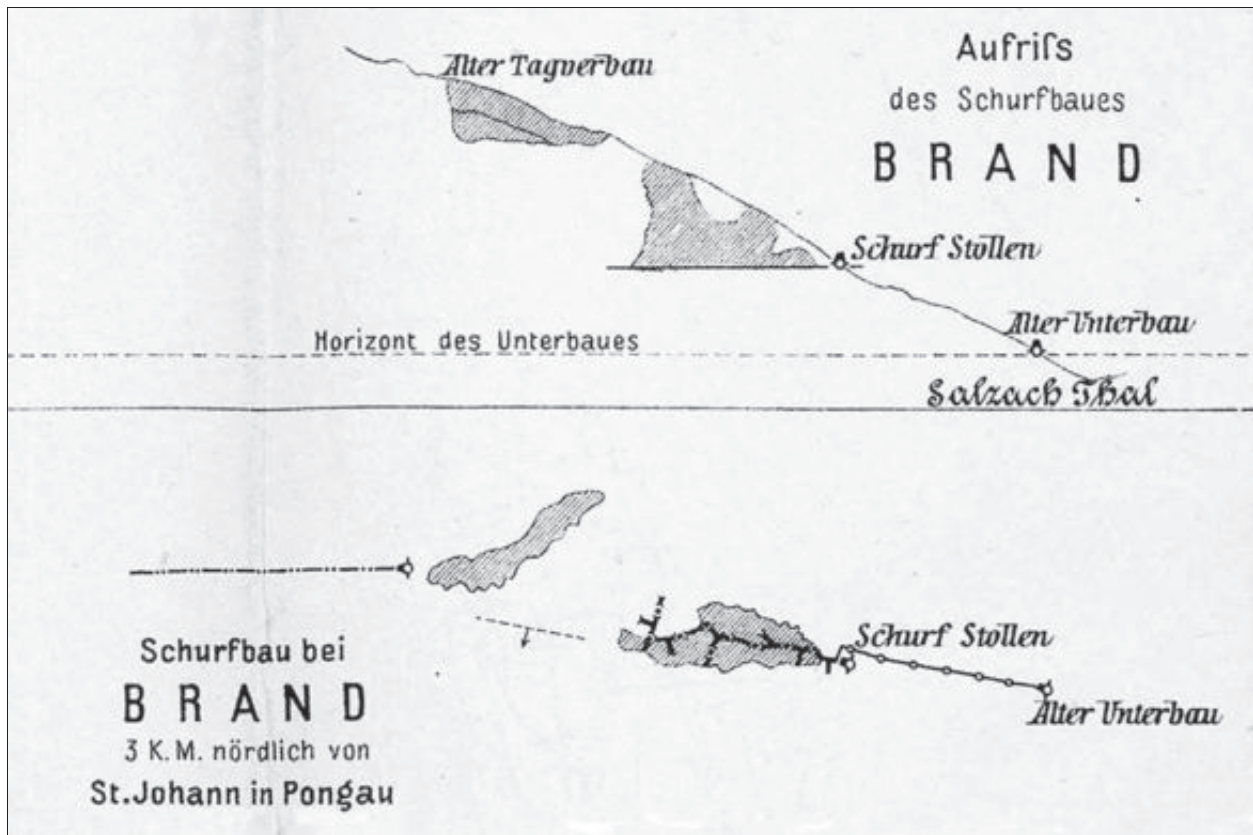 Aufriſs
des Schurfbaues
BRAND
Alter Tagverbau
Schurf Stollen
Alter Unterbau
Horizont des Unterbaues
Salzach Thal
Schurfbau bei
BRAND
3 K.M. nördlich von
St. Johann in Pongau
Schurf Stollen
Alter Unterbau